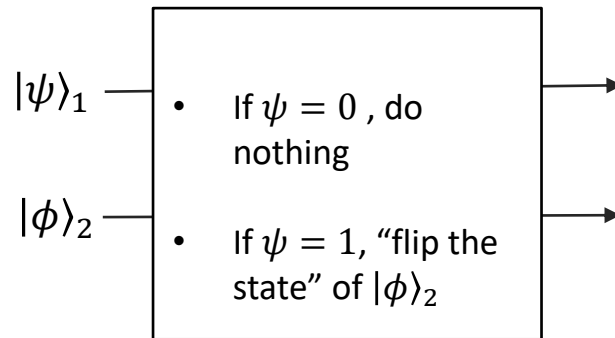 |ψ⟩₁
• If ψ = 0 , do
nothing
|ϕ⟩₂
• If ψ = 1, “flip the
state” of |ϕ⟩₂